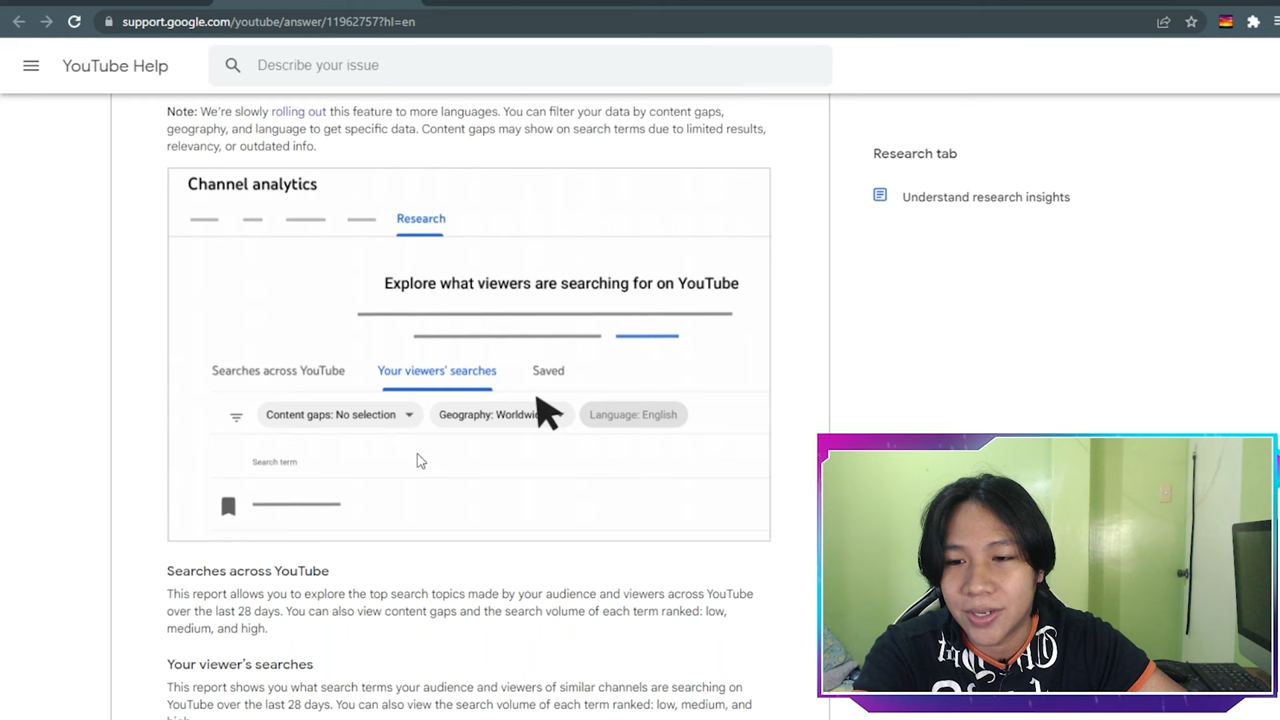 support.google.com/youtube/answer/11962757?hl=en
YouTube Help
Describe your issue
Note: We're slowly rolling out this feature to more languages. You can filter your data by content gaps,
geography, and language to get specific data. Content gaps may show on search terms due to limited results,
relevancy, or outdated info.
Research tab
Understand research insights
Channel analytics
Research
Explore what viewers are searching for on YouTube
Searches across YouTube
Your viewers' searches
Saved
Content gaps: No selection
Geography: Worldwide
Language: English
Search term
Searches across YouTube
This report allows you to explore the top search topics made by your audience and viewers across YouTube
over the last 28 days. You can also view content gaps and the search volume of each term ranked: low,
medium, and high.
Your viewer's searches
This report shows you what search terms your audience and viewers of similar channels are searching on
YouTube over the last 28 days. You can also view the search volume of each term ranked: low, medium, and